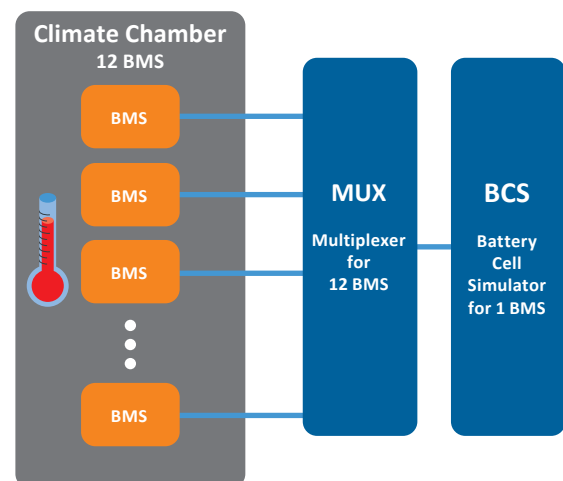 Climate Chamber
12 BMS
BMS
BMS
BMS
BMS
MUX
Multiplexer
for
12 BMS
BCS
Battery
Cell
Simulator
for 1 BMS